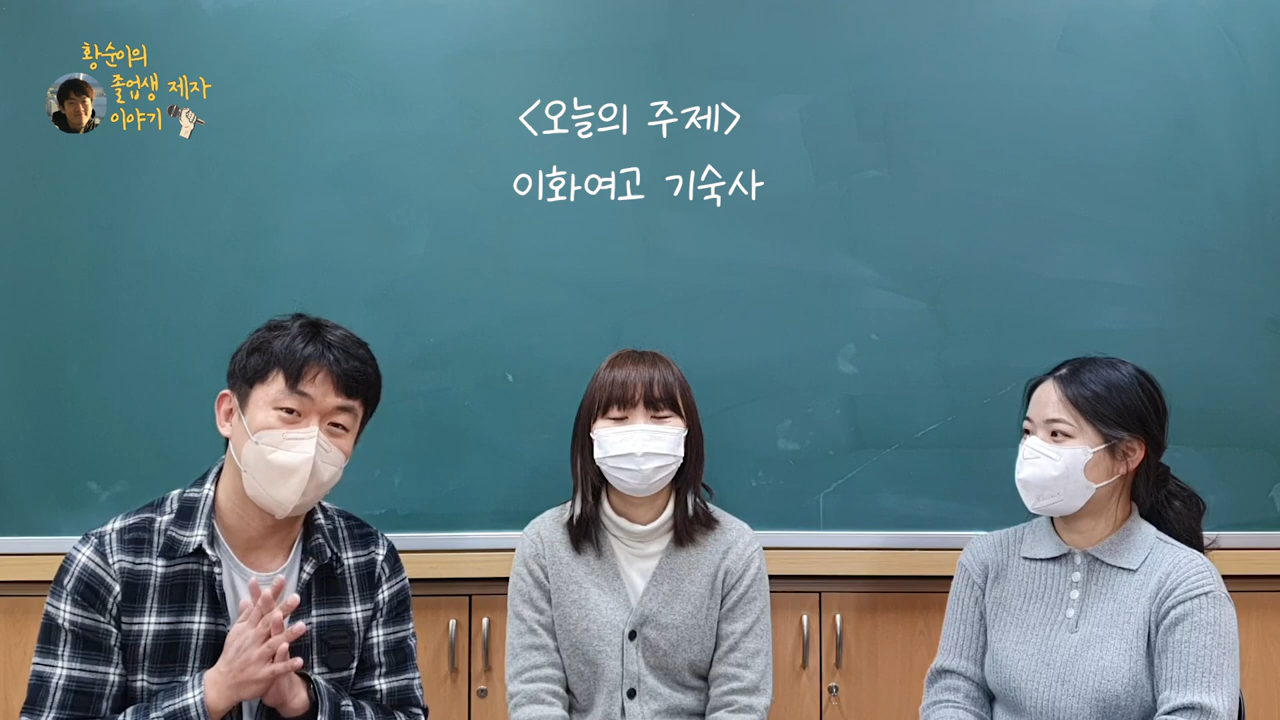 황순이의
졸업생 제자
이야기
<오늘의 주제>
이화여고 기숙사